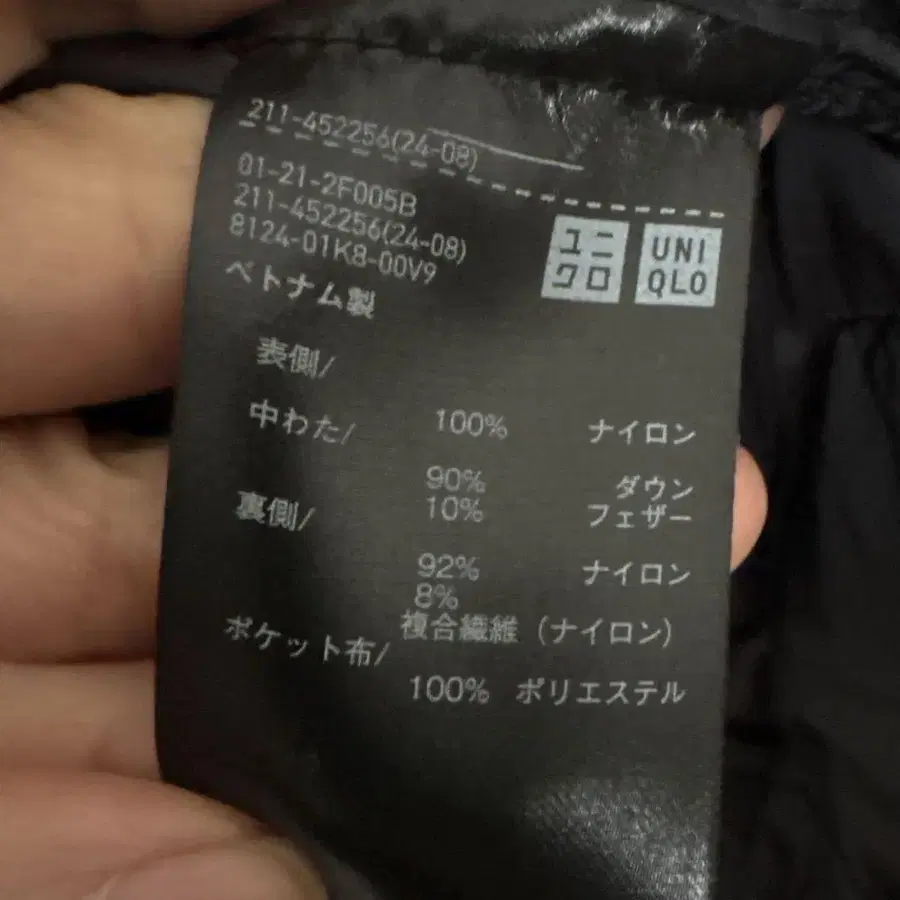 211-452256(24-08)
01-21-2F005B
211-452256(24-08)
8124-01K8-00V9
ベトナム製
ユニ
クロ
UNI
QLO
表側/
100% ナイロン
中わた/
90% ダウン
10% フェザー
裏側/
92% ナイロン
8%
複合繊維（ナイロン）
ポケット布/
100% ポリエステル